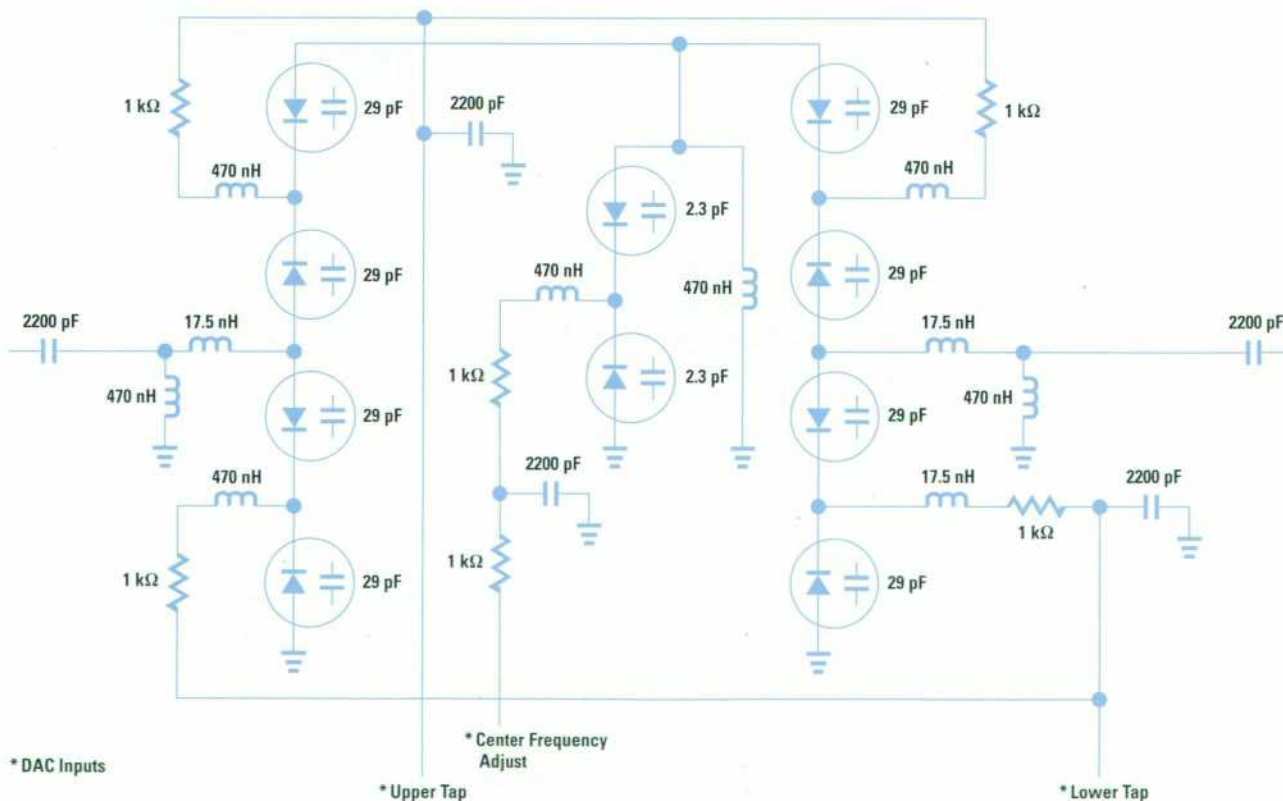 1 kΩ
29 pF
2200 pF
29 pF
1 kΩ
470 nH
2.3 pF
470 nH
29 pF
470 nH
470 nH
29 pF
2200 pF
17.5 nH
17.5 nH
2200 pF
1 kΩ
2.3 pF
470 nH
29 pF
470 nH
29 pF
470 nH
2200 pF
17.5 nH
2200 pF
1 kΩ
1 kΩ
1 kΩ
29 pF
29 pF
* Center Frequency
Adjust
* DAC Inputs
* Upper Tap
* Lower Tap